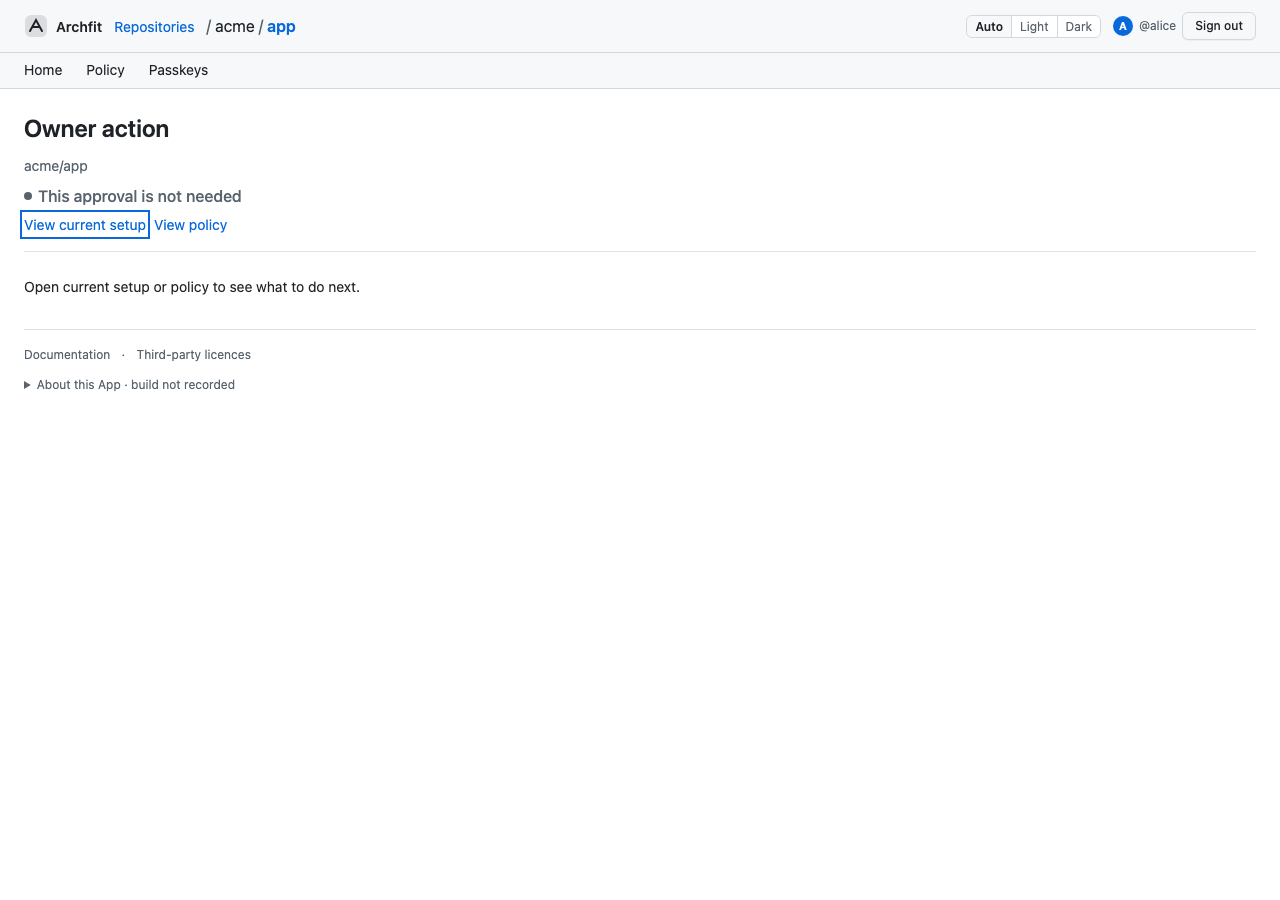 Archfit Repositories / acme / app Auto Light Dark A @alice Sign out
Home Policy Passkeys
Owner action
acme/app
This approval is not needed
View current setup View policy
Open current setup or policy to see what to do next.
Documentation · Third-party licences
About this App · build not recorded